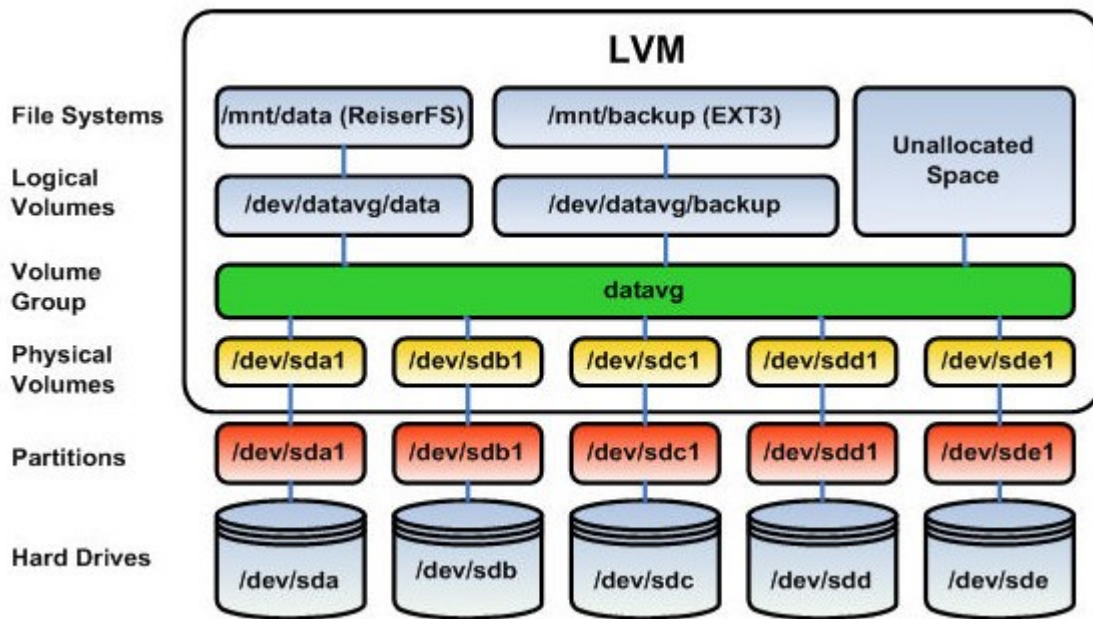 LVM
File Systems
/mnt/data (ReiserFS)
/mnt/backup (EXT3)
Unallocated
Space
Logical
Volumes
/dev/datavg/data
/dev/datavg/backup
Volume
Group
datavg
Physical
Volumes
/dev/sda1
/dev/sdb1
/dev/sdc1
/dev/sdd1
/dev/sde1
Partitions
/dev/sda1
/dev/sdb1
/dev/sdc1
/dev/sdd1
/dev/sde1
Hard Drives
/dev/sda
/dev/sdb
/dev/sdc
/dev/sdd
/dev/sde